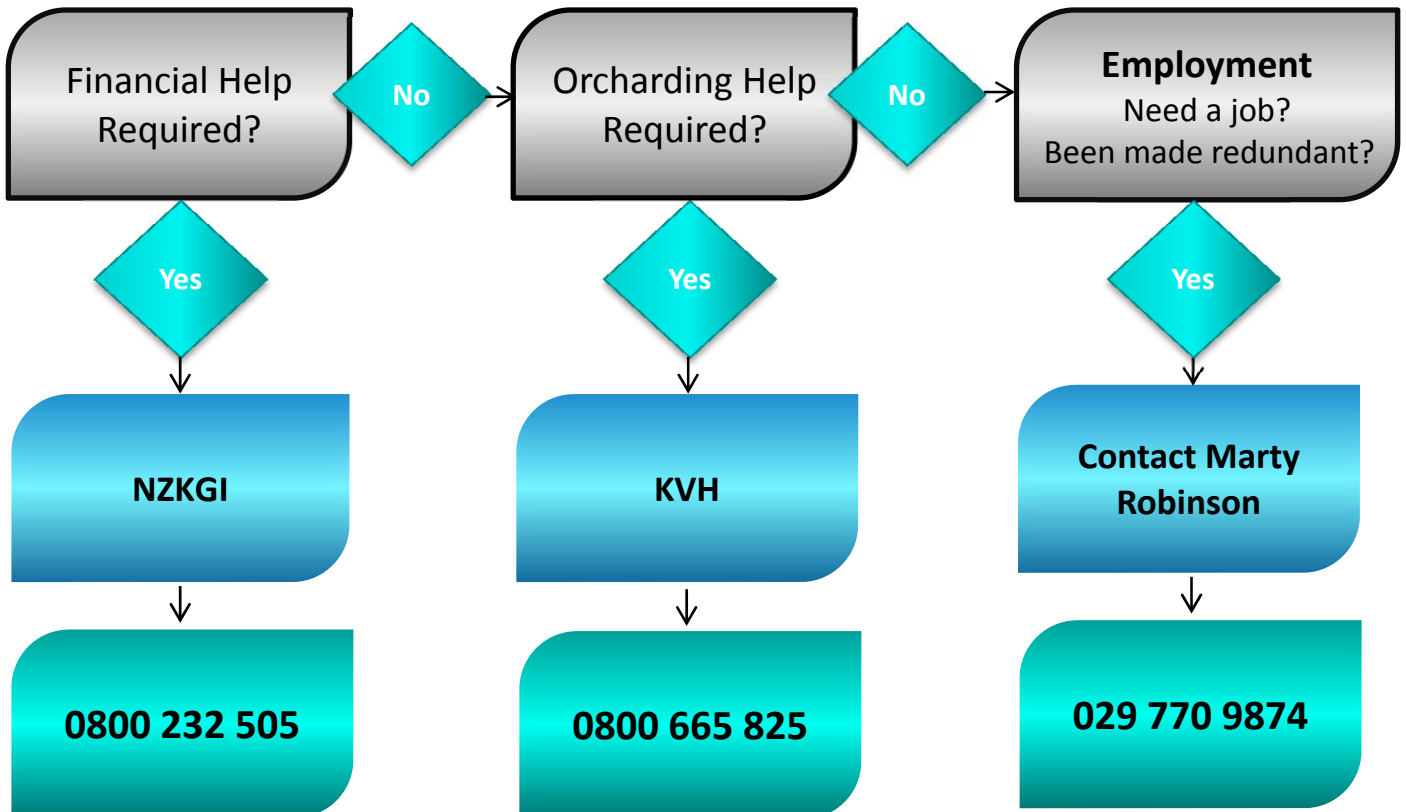 Financial Help
Required?
No
Orcharding Help
Required?
No
Employment
Need a job?
Been made redundant?
Yes
Yes
Yes
NZKGI
KVH
Contact Marty
Robinson
0800 232 505
0800 665 825
029 770 9874